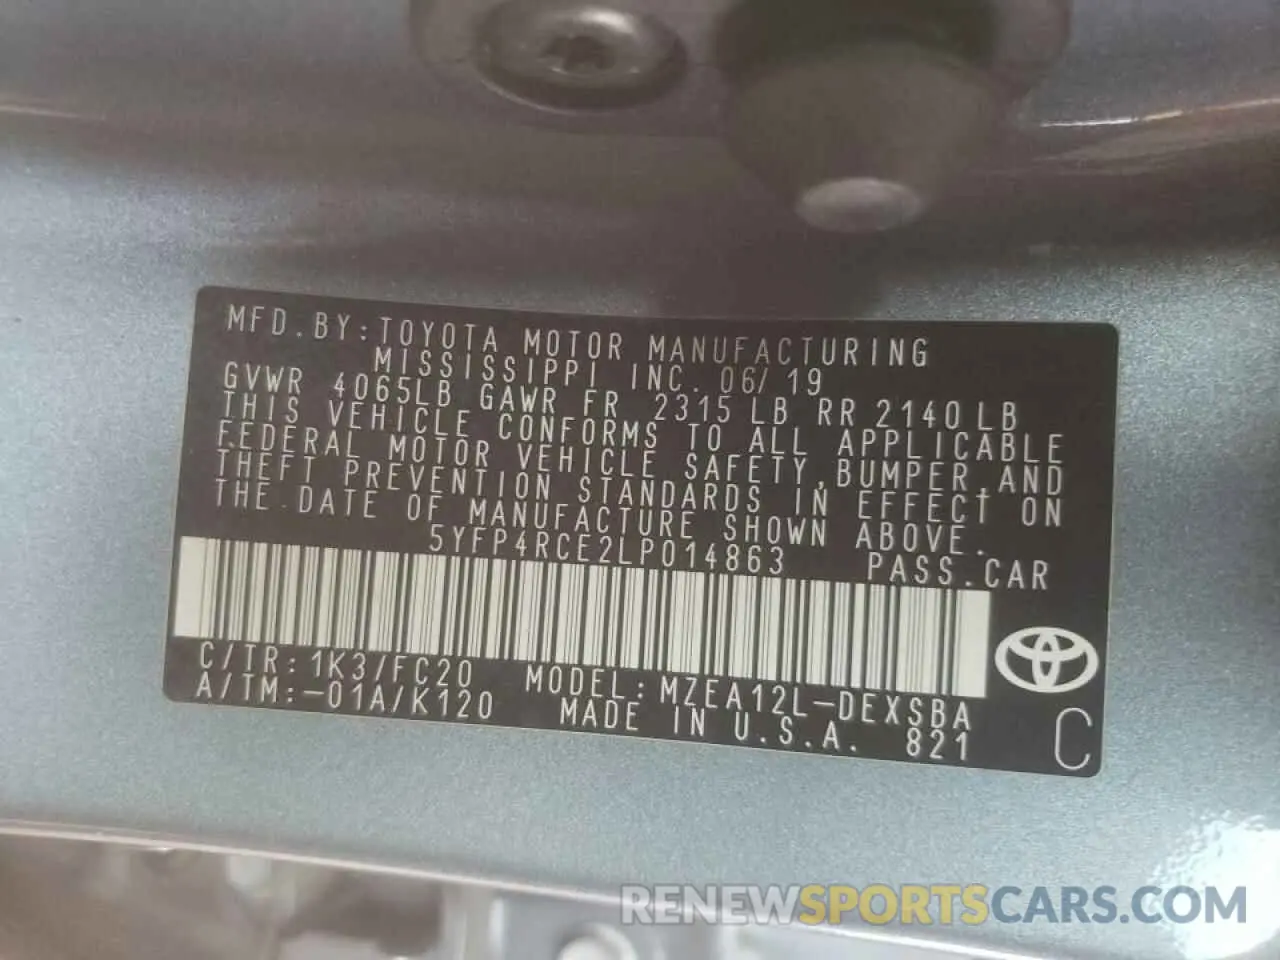 MFD.BY:TOYOTA MOTOR MANUFACTURING
MISSISSIPPI INC. 06/19
GVWR 4065LB GAWR FR 2315LB RR 2140LB
THIS VEHICLE CONFORMS TO ALL APPLICABLE
FEDERAL MOTOR VEHICLE SAFETY,BUMPER,AND
THEFT PREVENTION STANDARDS IN EFFECT ON
THE DATE OF MANUFACTURE SHOWN ABOVE.
5YFP4RCE2LP014863 PASS.CAR
C/TR:1K3/FC20 MODEL:MZEA12L-DEXSBA
A/TM:-01A/K120 MADE IN U.S.A. 821
C
RENEWSPORTSCARS.COM